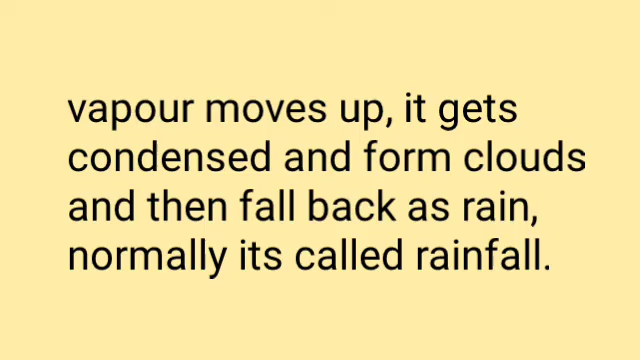 vapour moves up, it gets
condensed and form clouds
and then fall back as rain,
normally its called rainfall.